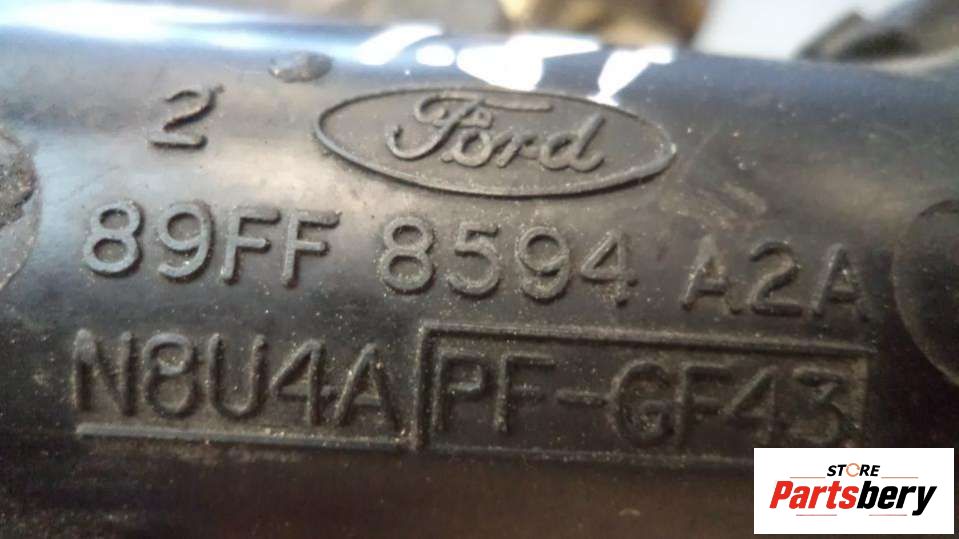 2 Ford
89FF 8594 A2A
N8U4A PF-GF43
STORE
Partsbery